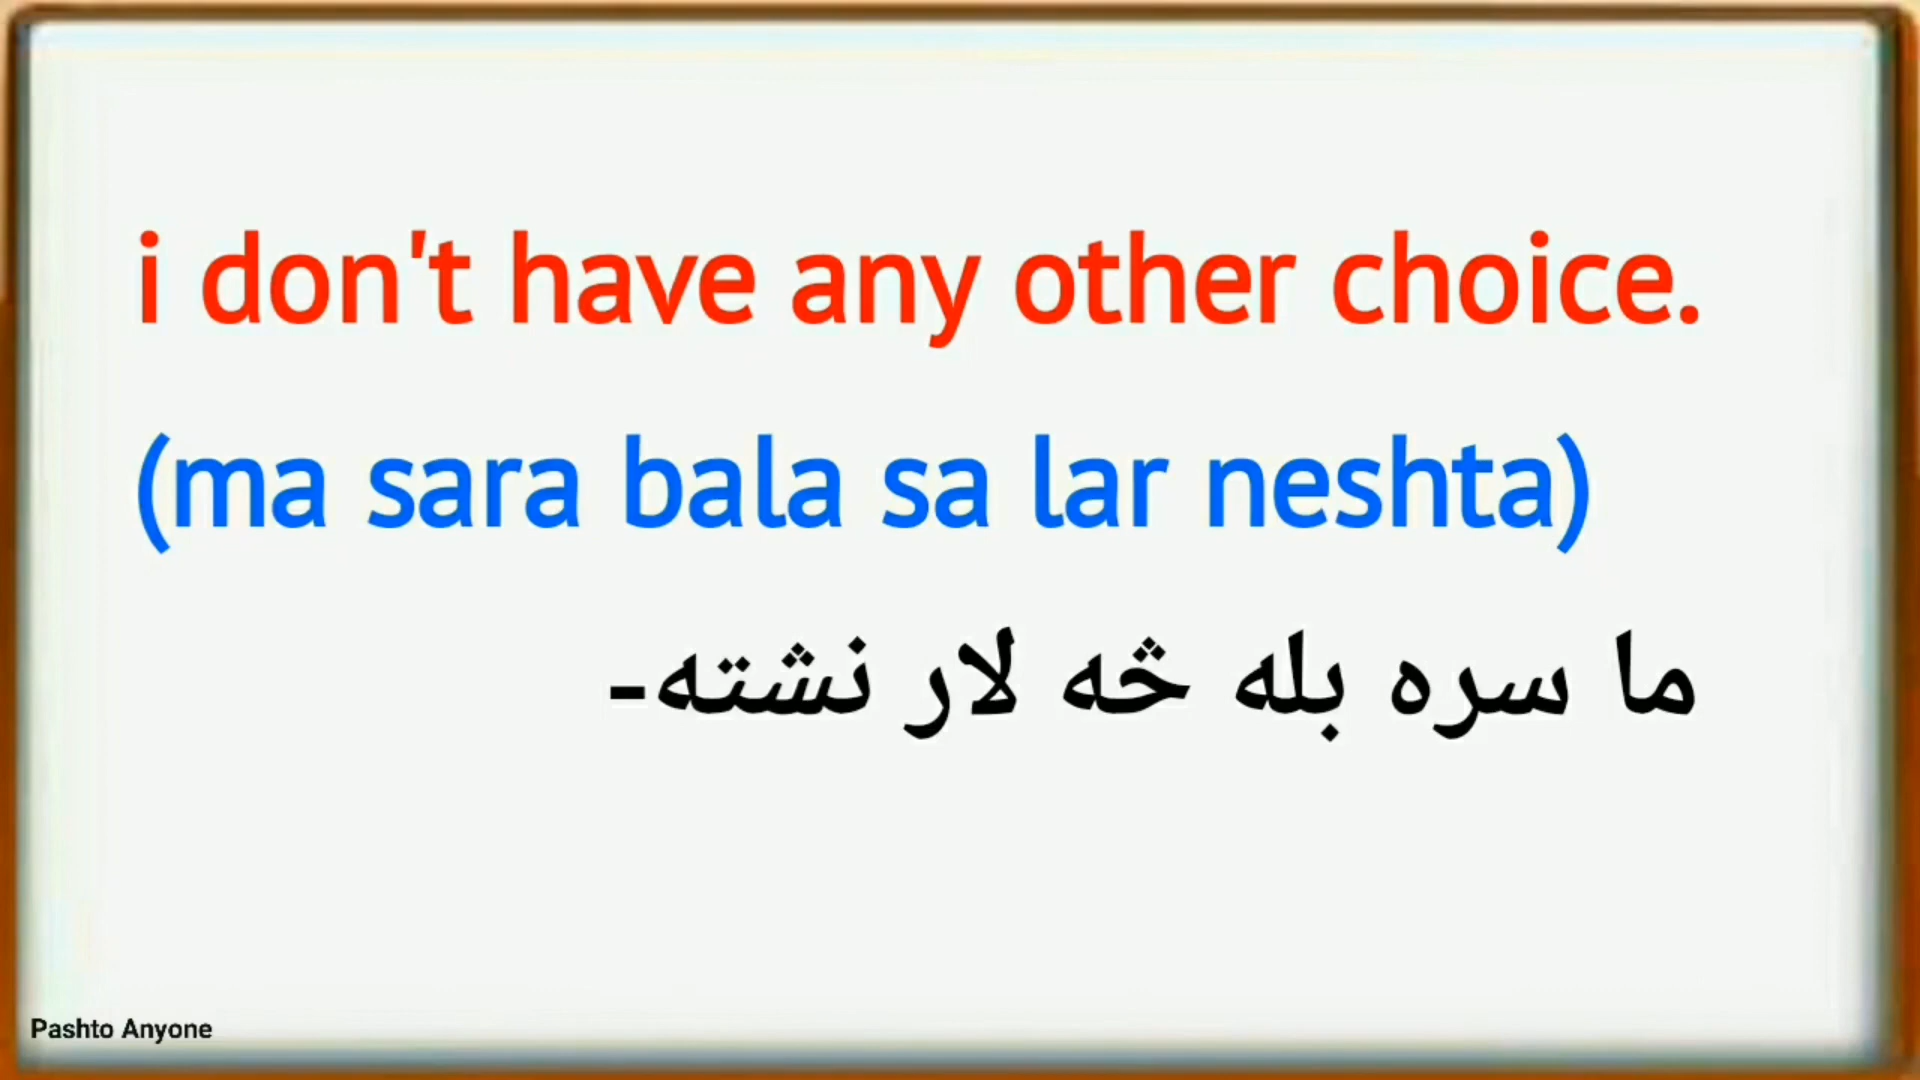 i don't have any other choice.
(ma sara bala sa lar neshta)
ما سره بله څه لار نشته-
Pashto Anyone